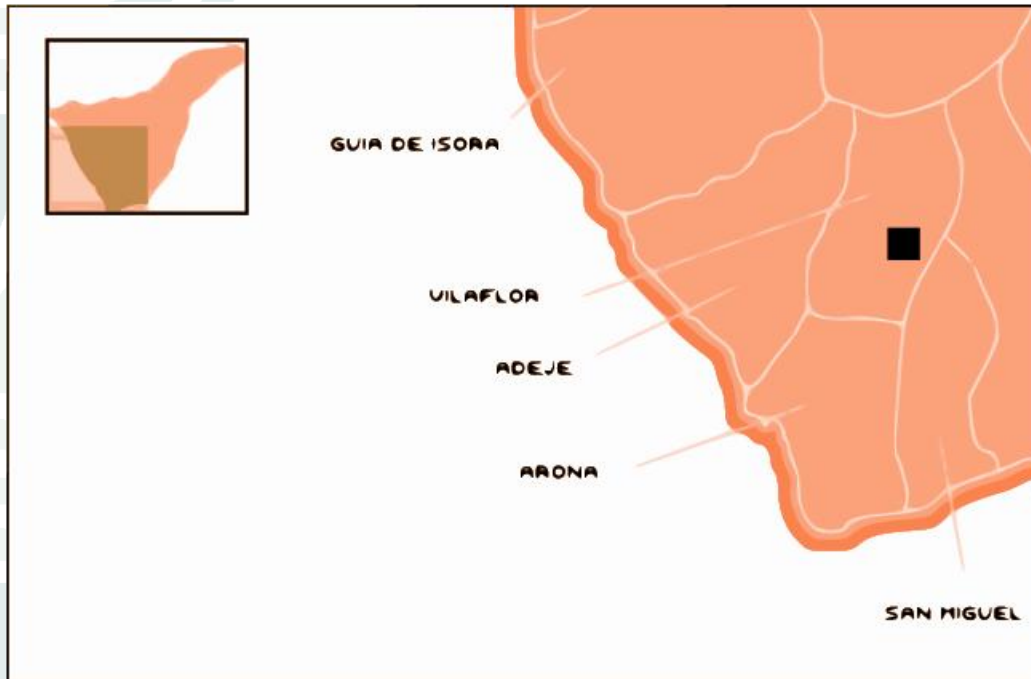 GUIA DE ISORA
VILAFLOR
ADEJE
ARONA
SAN MIGUEL